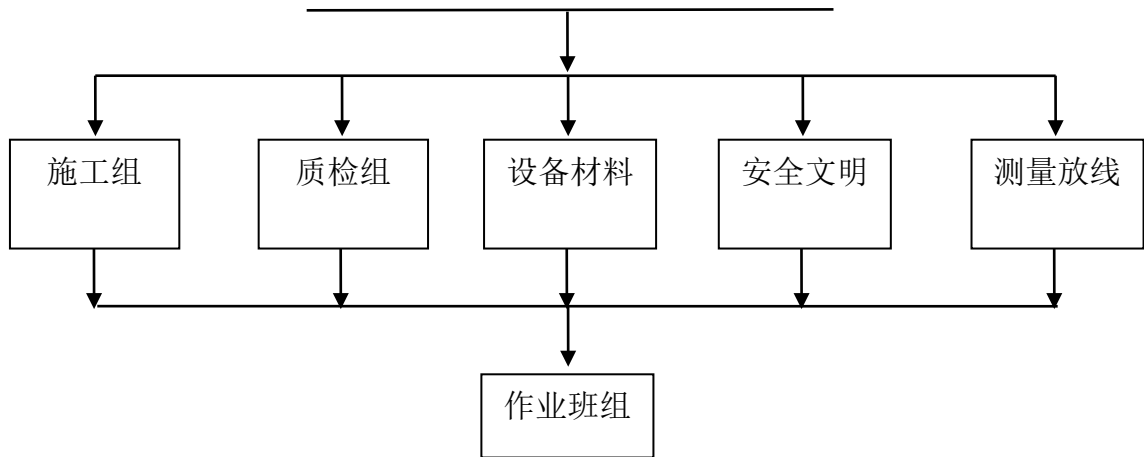 施工组
质检组
设备材料
安全文明
测量放线
作业班组